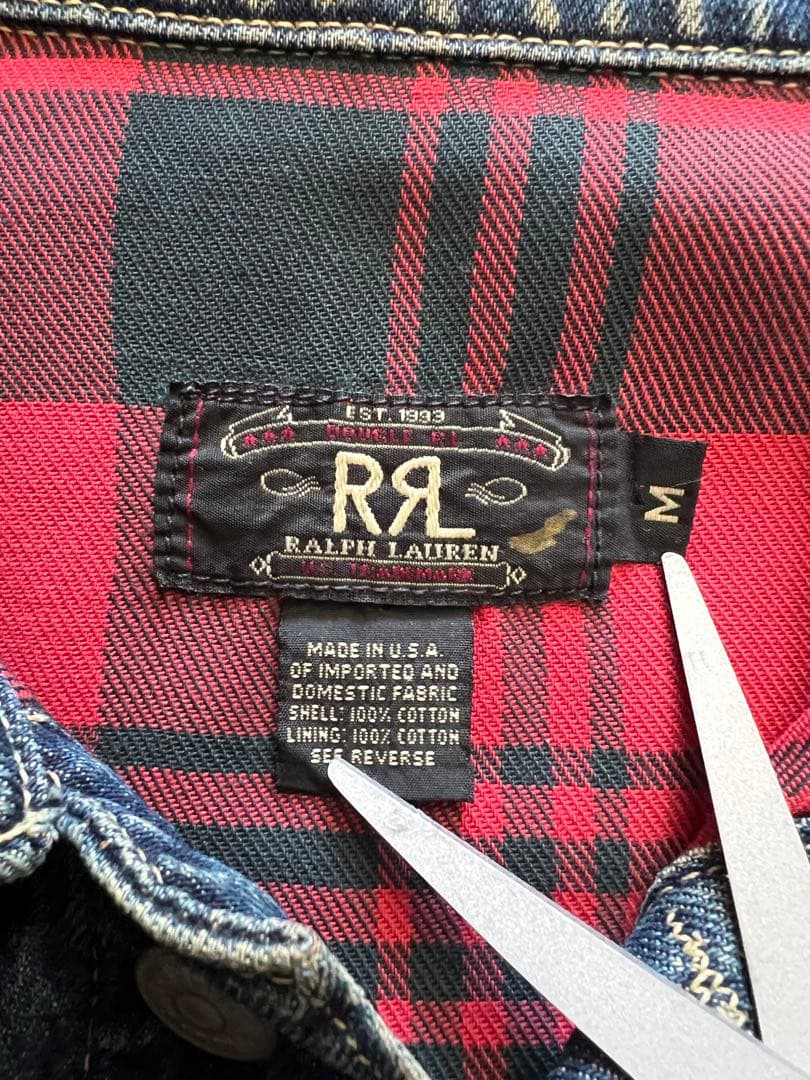 EST. 1993
DOUBLE RL
RRL
RALPH LAUREN
M
MADE IN U.S.A.
OF IMPORTED AND
DOMESTIC FABRIC
SHELL: 100% COTTON
LINING: 100% COTTON
SEE REVERSE